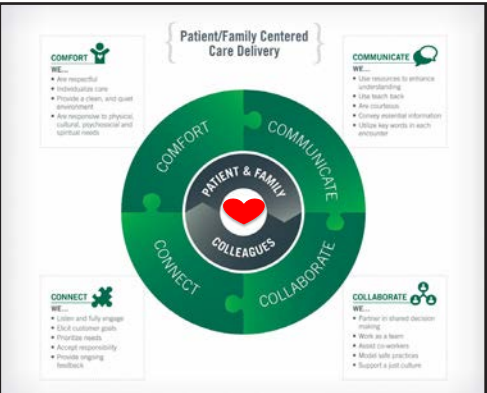 Patient/Family Centered
Care Delivery
COMFORT
WE...
• Are respectful
• Individualize care
• Provide a clean, and quiet
environment
• Are responsive to physical,
cultural, psychosocial and
spiritual needs
COMMUNICATE
WE...
• Use resources to enhance
understanding
• Use teach back
• Are courteous
• Convey essential information
• Utilize key words in each
encounter
COMFORT
COMMUNICATE
PATIENT & FAMILY
COLLEAGUES
CONNECT
COLLABORATE
CONNECT
WE...
• Listen and fully engage
• Elicit customer goals
• Prioritize needs
• Accept responsibility
• Provide ongoing
feedback
COLLABORATE
WE...
• Partner in shared decision
making
• Work as a team
• Assist co-workers
• Model safe practices
• Support a just culture